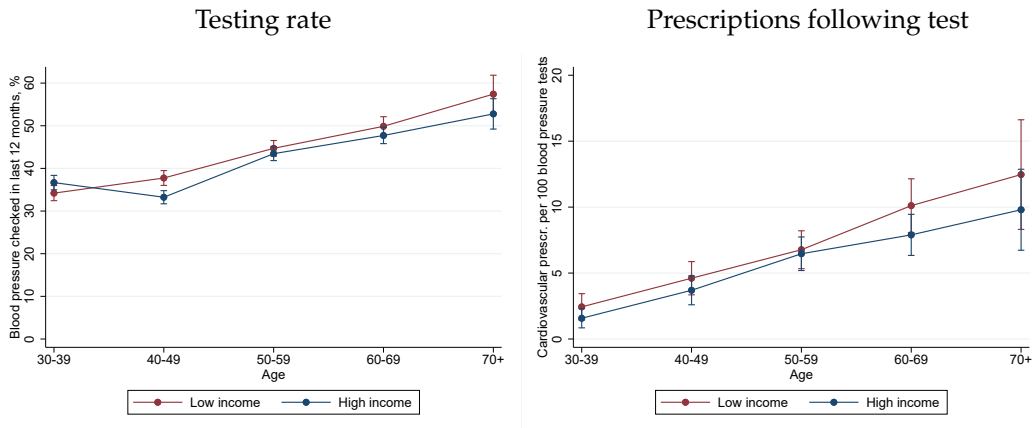 Testing rate
Blood pressure checked in last 12 months, %
60
50
40
30
20
10
0
30-39 40-49 50-59 60-69 70+
Age
Low income High income
Prescriptions following test
Cardiovascular prescr. per 100 blood pressure tests
20
15
10
5
0
30-39 40-49 50-59 60-69 70+
Age
Low income High income